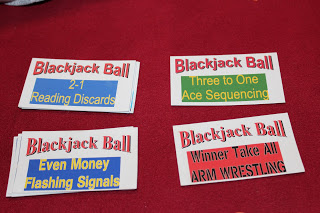 Blackjack Ball
2-1
Reading Discards
Blackjack Ball
Three to One
Ace Sequencing
Blackjack Ball
Even Money
Flashing Signals
Blackjack Ball
Winner Take All
ARM WRESTLING